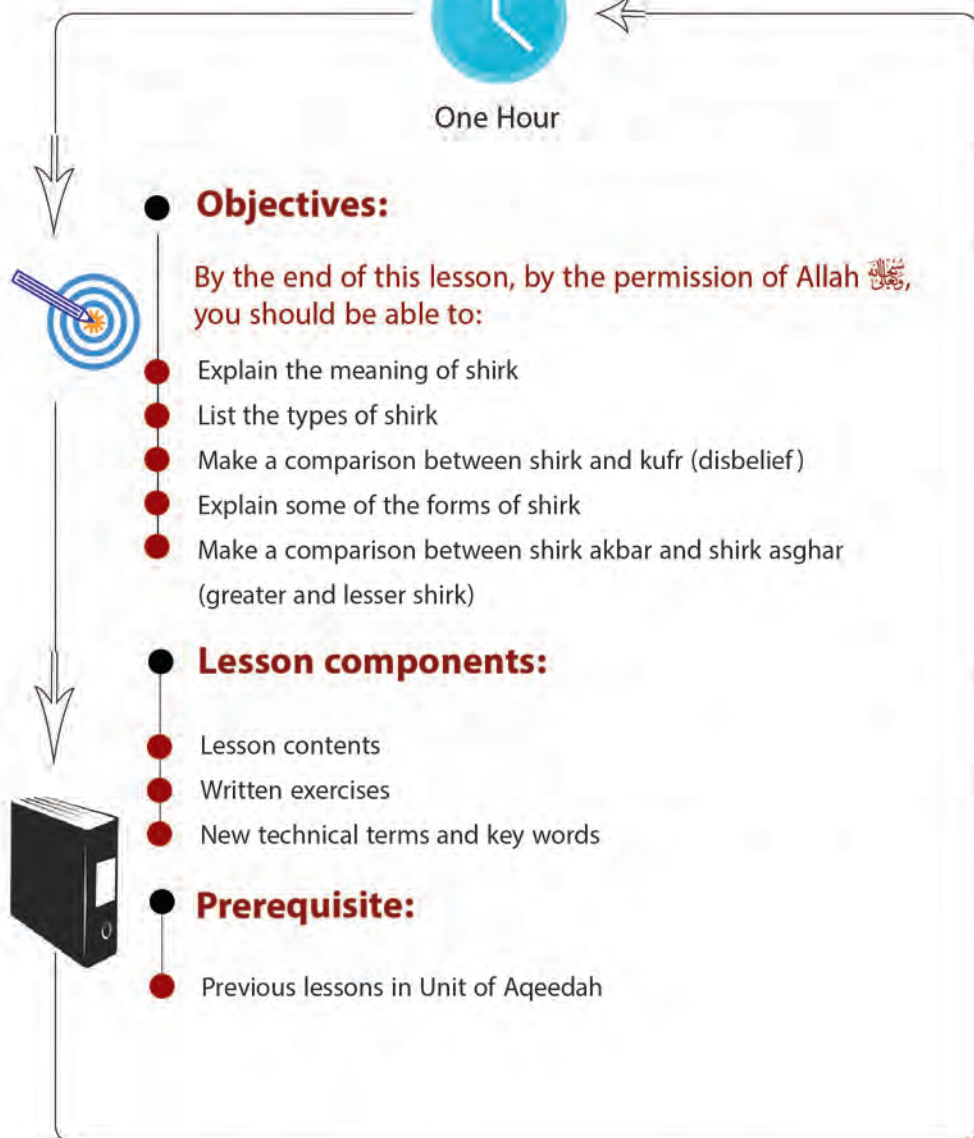 One Hour
Objectives:
By the end of this lesson, by the permission of Allah سبحانه وتعالى,
you should be able to:
Explain the meaning of shirk
List the types of shirk
Make a comparison between shirk and kufr (disbelief)
Explain some of the forms of shirk
Make a comparison between shirk akbar and shirk asghar
(greater and lesser shirk)
Lesson components:
Lesson contents
Written exercises
New technical terms and key words
Prerequisite:
Previous lessons in Unit of Aqeedah